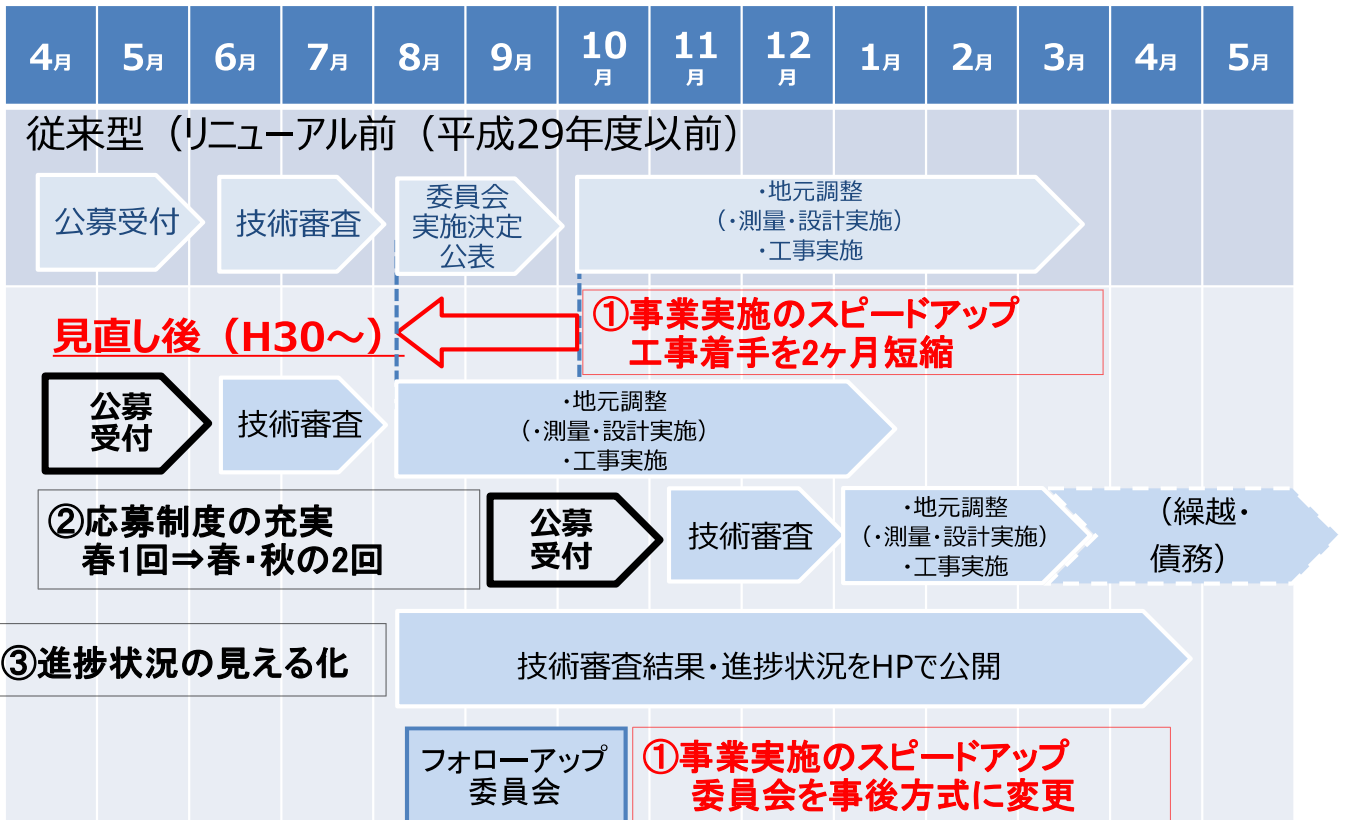 4月 5月 6月 7月 8月 9月 10月 11月 12月 1月 2月 3月 4月 5月
従来型（リニューアル前（平成29年度以前）
公募受付
技術審査
委員会
実施決定
公表
・地元調整
（・測量・設計実施）
・工事実施
見直し後（H30～）
①事業実施のスピードアップ
工事着手を2ヶ月短縮
公募
受付
技術審査
・地元調整
（・測量・設計実施）
・工事実施
②応募制度の充実
春1回⇒春・秋の2回
公募
受付
技術審査
・地元調整
（・測量・設計実施）
・工事実施
（繰越・
債務）
③進捗状況の見える化
技術審査結果・進捗状況をHPで公開
フォローアップ
委員会
①事業実施のスピードアップ
委員会を事後方式に変更